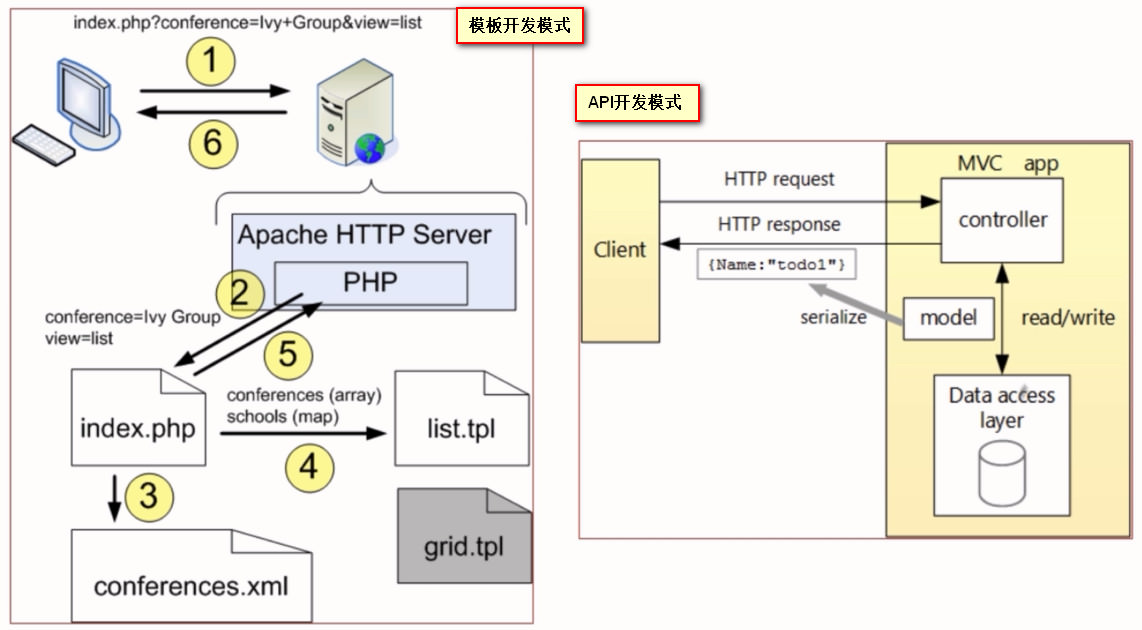 index.php?conference=Ivy+Group&view=list
模板开发模式
1
6
Apache HTTP Server
PHP
2
conference=Ivy Group
view=list
5
index.php
conferences (array)
schools (map)
4
list.tpl
3
grid.tpl
conferences.xml
API开发模式
MVC app
HTTP request
controller
Client
HTTP response
{Name:"todo1"}
serialize
model
read/write
Data access
layer